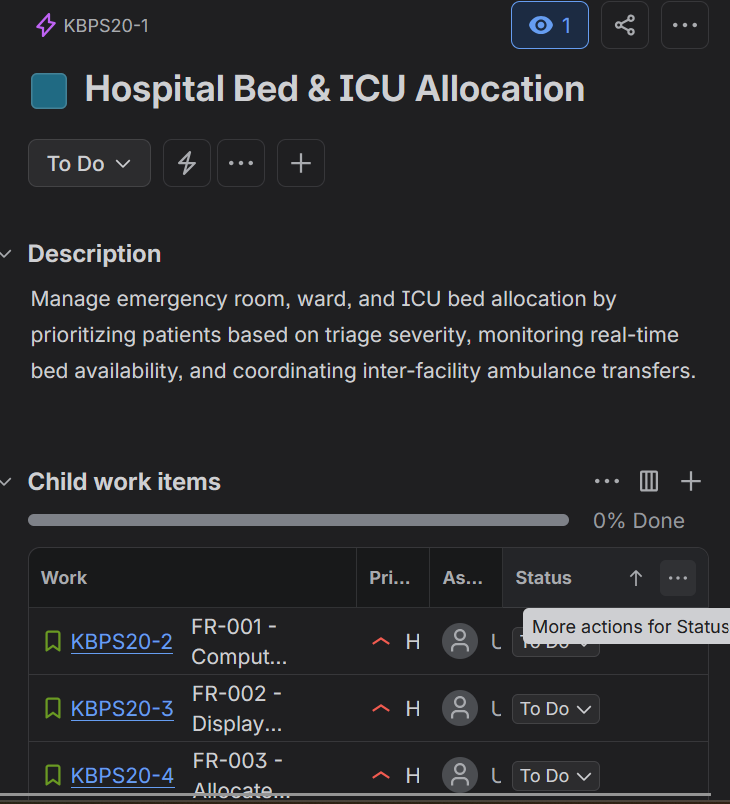 KBPS20-1
1
Hospital Bed & ICU Allocation
To Do
Description
Manage emergency room, ward, and ICU bed allocation by
prioritizing patients based on triage severity, monitoring real-time
bed availability, and coordinating inter-facility ambulance transfers.
Child work items
0% Done
Work Pri... As... Status
More actions for Status
KBPS20-2 FR-001 - H U To Do
Comput...
KBPS20-3 FR-002 - H U To Do
Display...
KBPS20-4 FR-003 - H U To Do
Allocate...